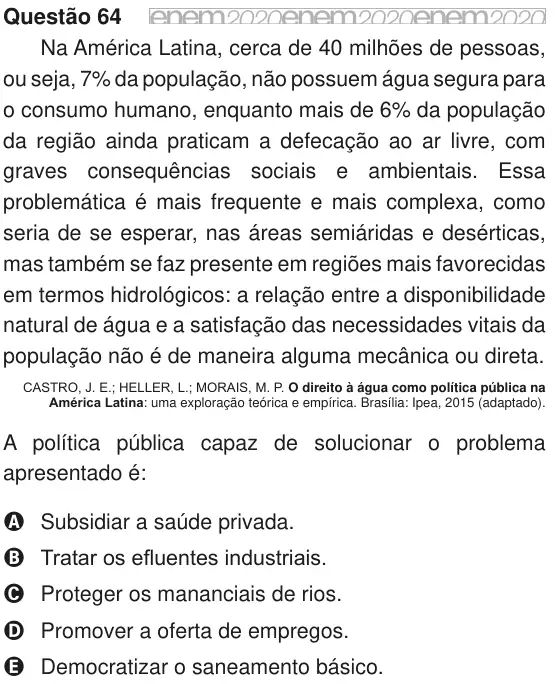 Questão 64 enem2020enem2020enem2020
Na América Latina, cerca de 40 milhões de pessoas,
ou seja, 7% da população, não possuem água segura para
o consumo humano, enquanto mais de 6% da população
da região ainda praticam a defecação ao ar livre, com
graves consequências sociais e ambientais. Essa
problemática é mais frequente e mais complexa, como
seria de se esperar, nas áreas semiáridas e desérticas,
mas também se faz presente em regiões mais favorecidas
em termos hidrológicos: a relação entre a disponibilidade
natural de água e a satisfação das necessidades vitais da
população não é de maneira alguma mecânica ou direta.
CASTRO, J. E.; HELLER, L.; MORAIS, M. P. O direito à água como política pública na
América Latina: uma exploração teórica e empírica. Brasília: Ipea, 2015 (adaptado).
A política pública capaz de solucionar o problema
apresentado é:
A Subsidiar a saúde privada.
B Tratar os efluentes industriais.
C Proteger os mananciais de rios.
D Promover a oferta de empregos.
E Democratizar o saneamento básico.